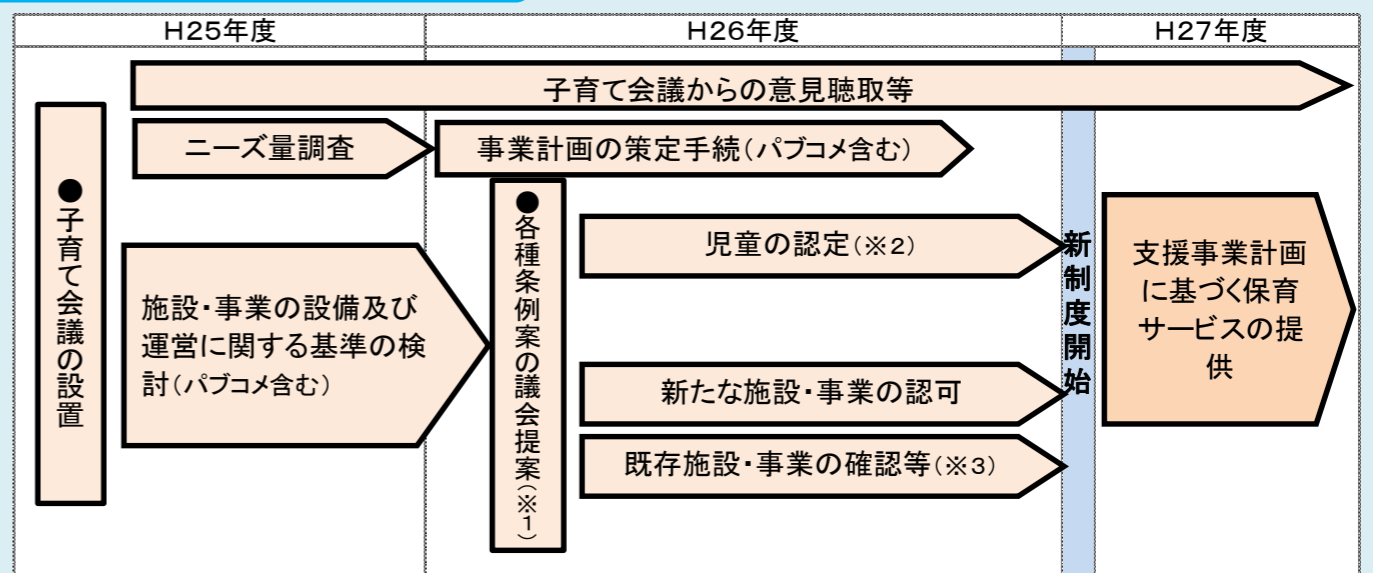 H25年度
H26年度
H27年度
子育て会議からの意見聴取等
ニーズ量調査
事業計画の策定手続(パブコメ含む)
●子育て会議の設置
施設・事業の設備及び
運営に関する基準の検
討(パブコメ含む)
●各種条例案の議会提案(※1)
児童の認定(※2)
新たな施設・事業の認可
既存施設・事業の確認等(※3)
新制度開始
支援事業計画
に基づく保育
サービスの提
供